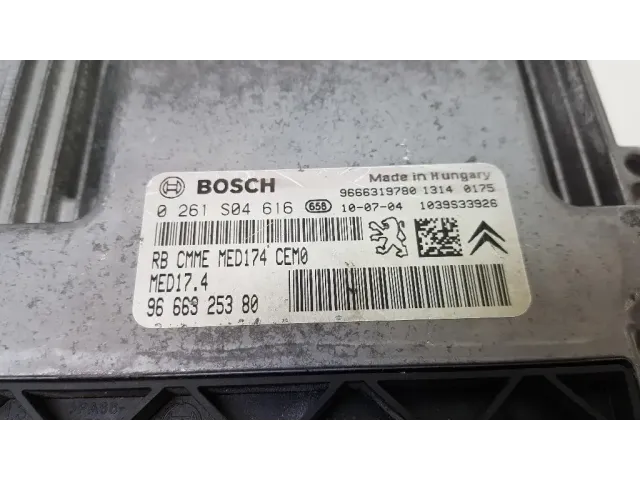 BOSCH
Made in Hungary
9666319780 1314 0175
0 261 S04 616 658 10-07-04 1039S33926
RB CMME MED174 CEM0
MED17.4
96 663 253 80